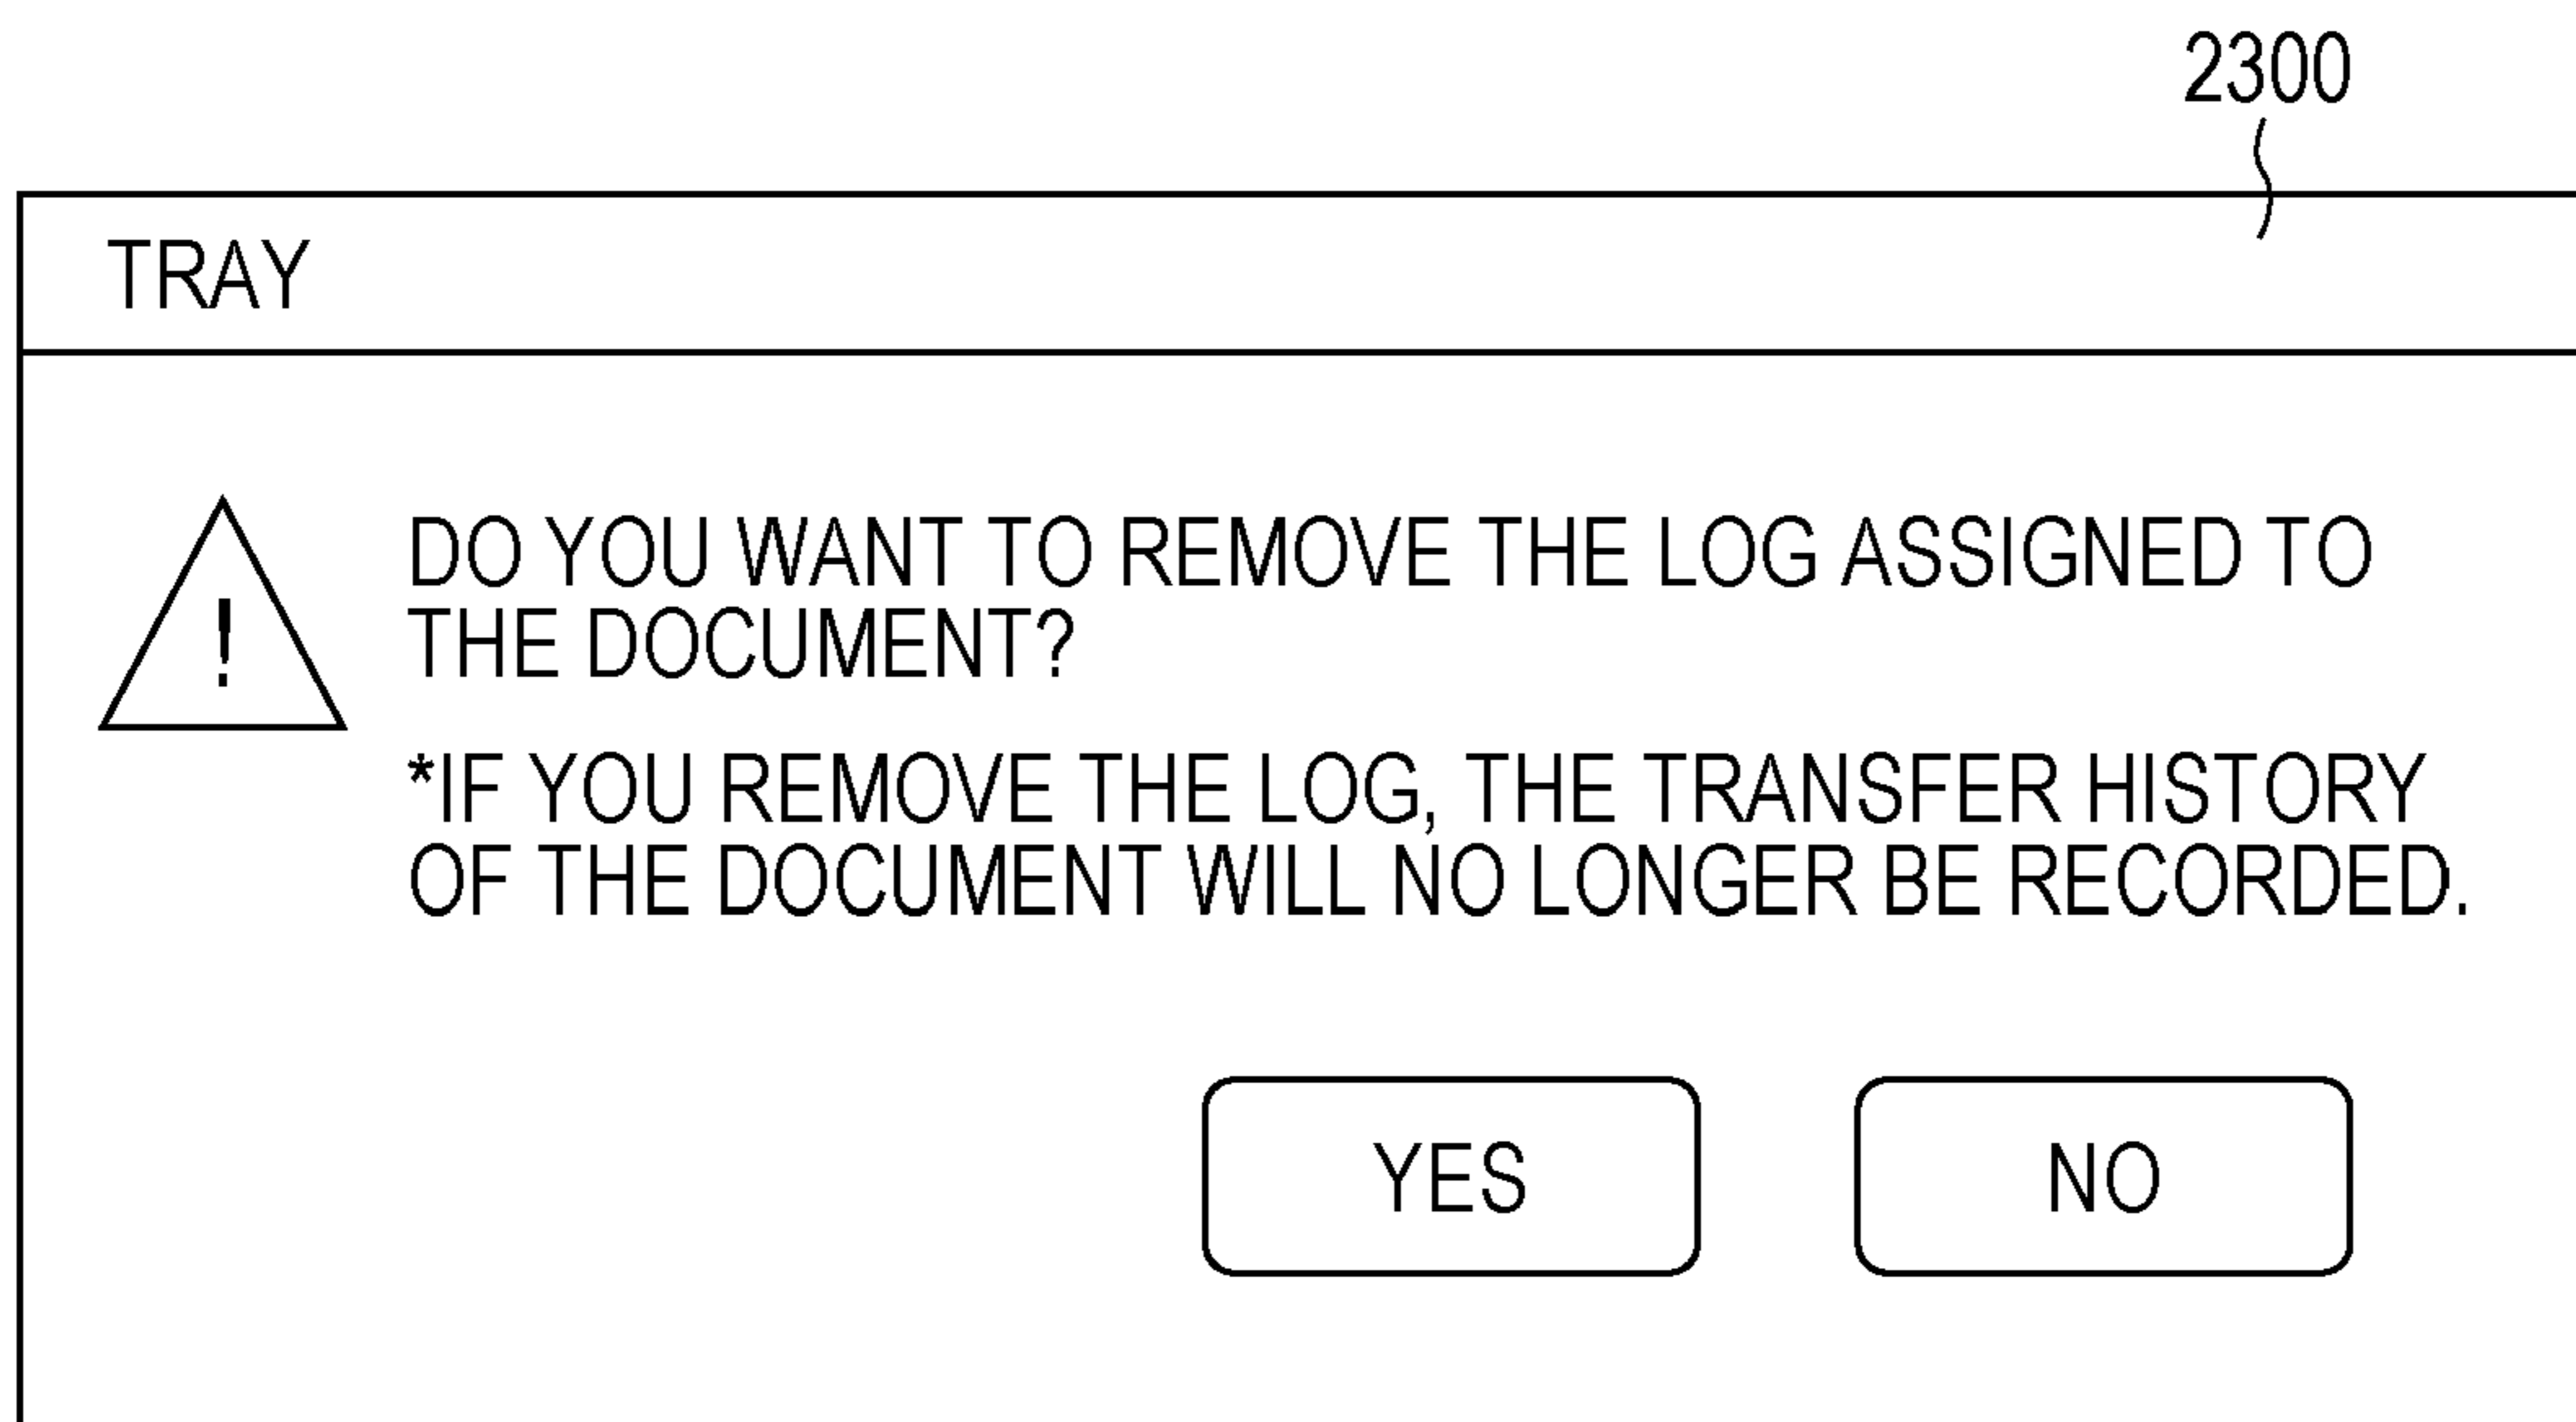 2300
TRAY
!
DO YOU WANT TO REMOVE THE LOG ASSIGNED TO
THE DOCUMENT?
*IF YOU REMOVE THE LOG, THE TRANSFER HISTORY
OF THE DOCUMENT WILL NO LONGER BE RECORDED.
YES NO